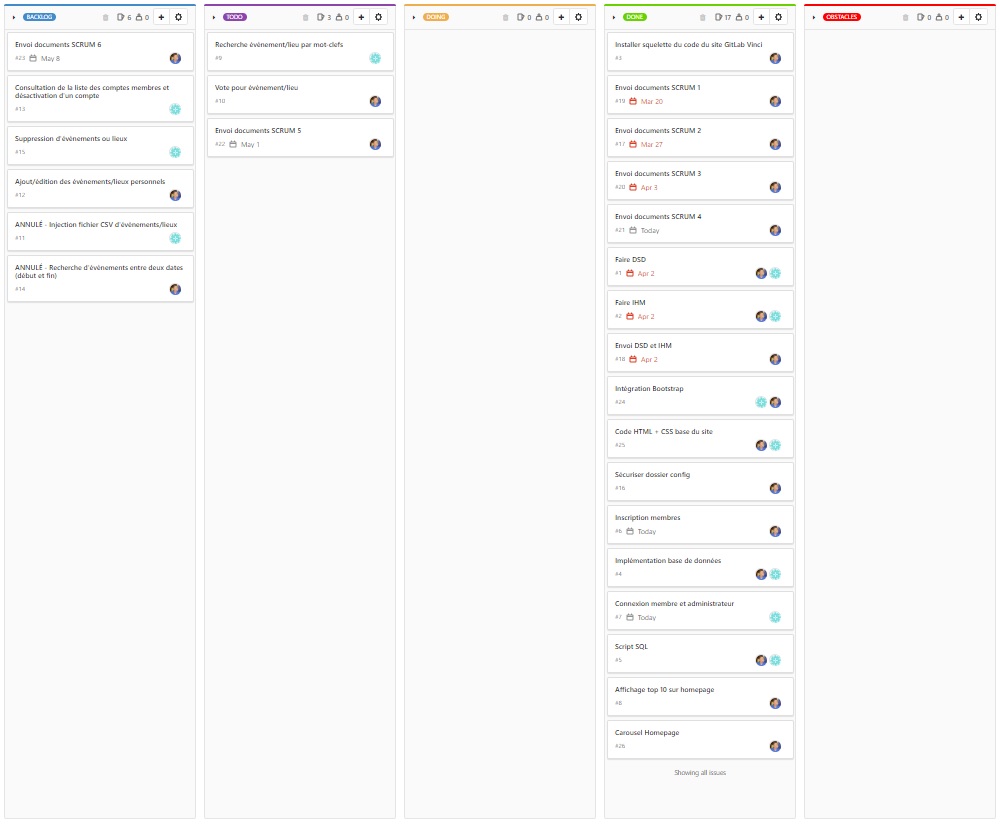 BACKLOG 6 0
Envoi documents SCRUM 6
#23 May 8
Consultation de la liste des comptes membres et
désactivation d'un compte
#13
Suppression d'évènements ou lieux
#15
Ajout/édition des évènements/lieux personnels
#12
ANNULÉ - Injection fichier CSV d'évènements/lieux
#11
ANNULÉ - Recherche d'évènements entre deux dates
(début et fin)
#14
TODO 3 0
Recherche évènement/lieu par mot-clefs
#9
Vote pour évènement/lieu
#10
Envoi documents SCRUM 5
#22 May 1
DOING 0 0
DONE 17 0
Installer squelette du code du site GitLab Vinci
#3
Envoi documents SCRUM 1
#19 Mar 20
Envoi documents SCRUM 2
#17 Mar 27
Envoi documents SCRUM 3
#20 Apr 3
Envoi documents SCRUM 4
#21 Today
Faire DSD
#1 Apr 2
Faire IHM
#2 Apr 2
Envoi DSD et IHM
#18 Apr 2
Intégration Bootstrap
#24
Code HTML + CSS base du site
#25
Sécuriser dossier config
#16
Inscription membres
#6 Today
Implémentation base de données
#4
Connexion membre et administrateur
#7 Today
Script SQL
#5
Affichage top 10 sur homepage
#8
Carousel Homepage
#26
Showing all issues
OBSTACLES 0 0